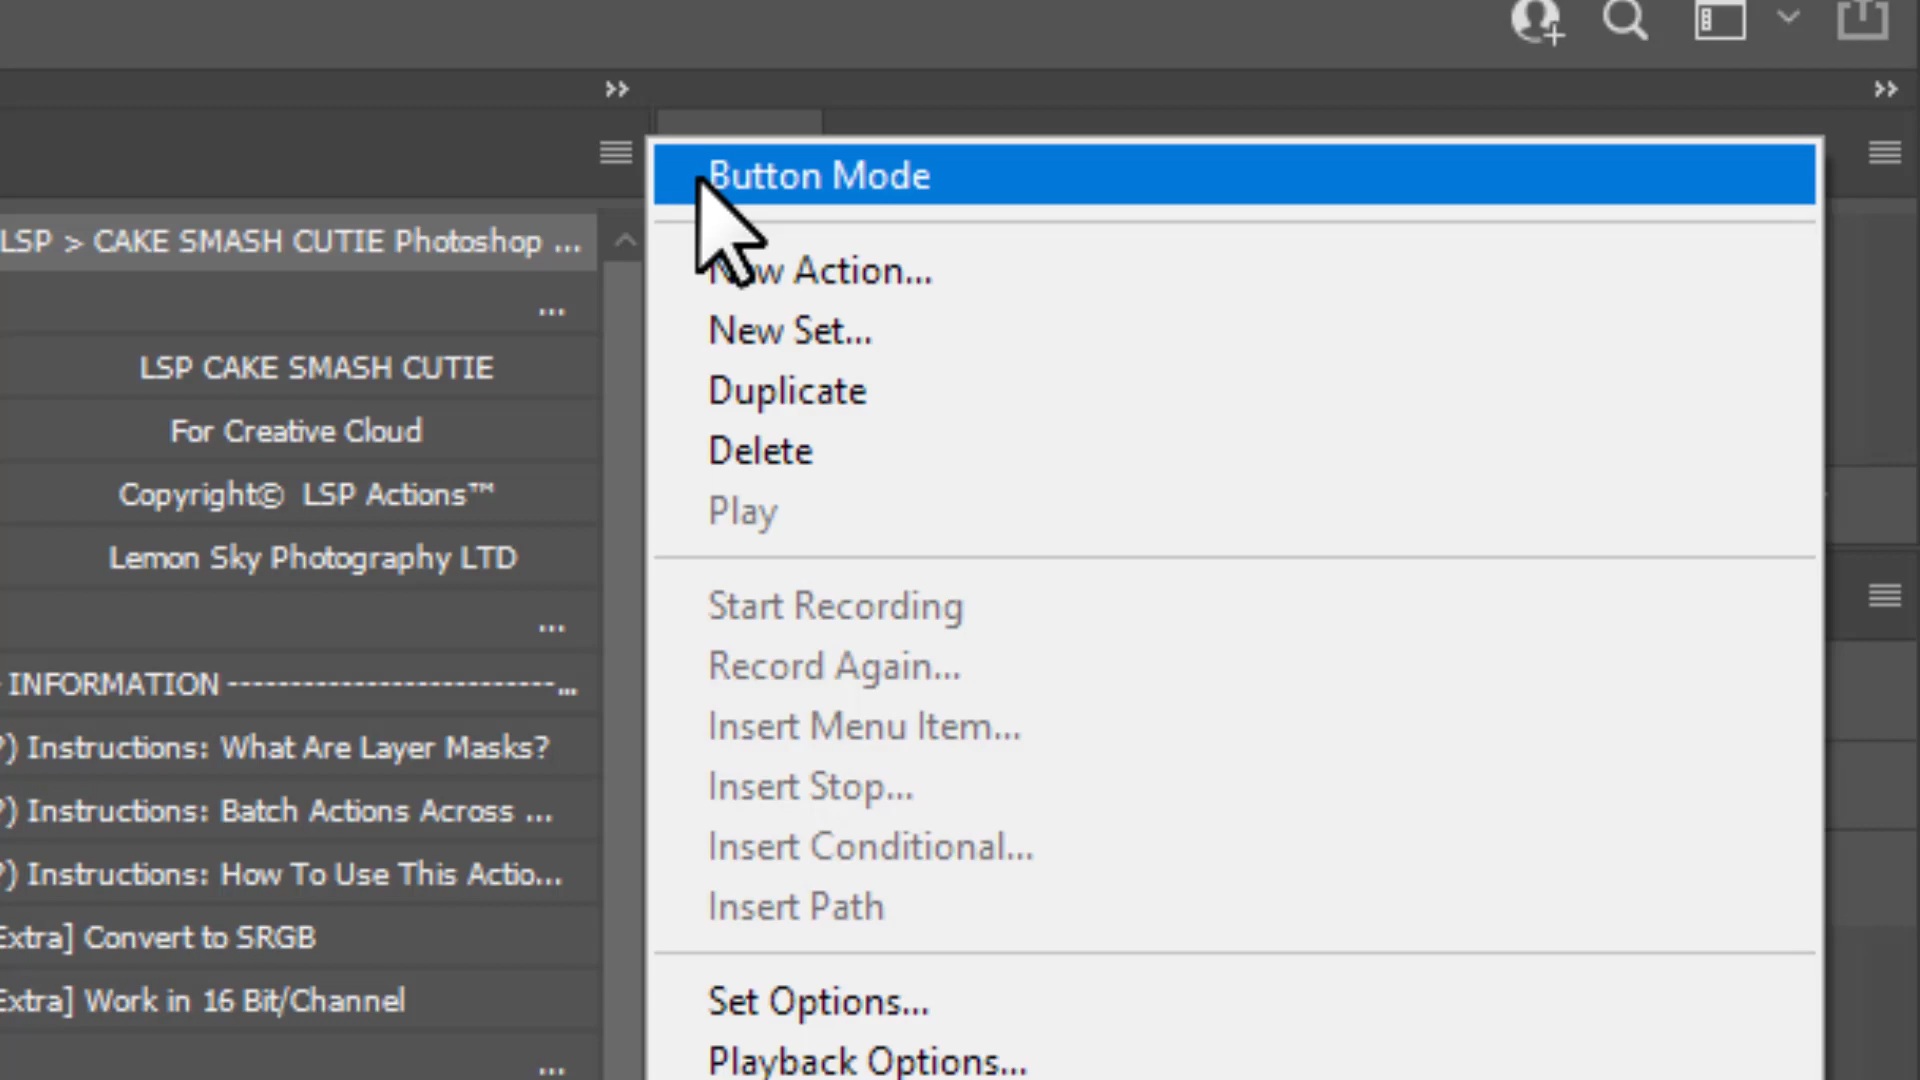 LSP > CAKE SMASH CUTIE Photoshop ...
...
LSP CAKE SMASH CUTIE
For Creative Cloud
Copyright© LSP Actions™
Lemon Sky Photography LTD
...
INFORMATION --------------------------...
?) Instructions: What Are Layer Masks?
?) Instructions: Batch Actions Across ...
?) Instructions: How To Use This Actio...
Extra] Convert to SRGB
Extra] Work in 16 Bit/Channel
...
Button Mode
New Action...
New Set...
Duplicate
Delete
Play
Start Recording
Record Again...
Insert Menu Item...
Insert Stop...
Insert Conditional...
Insert Path
Set Options...
Playback Options...